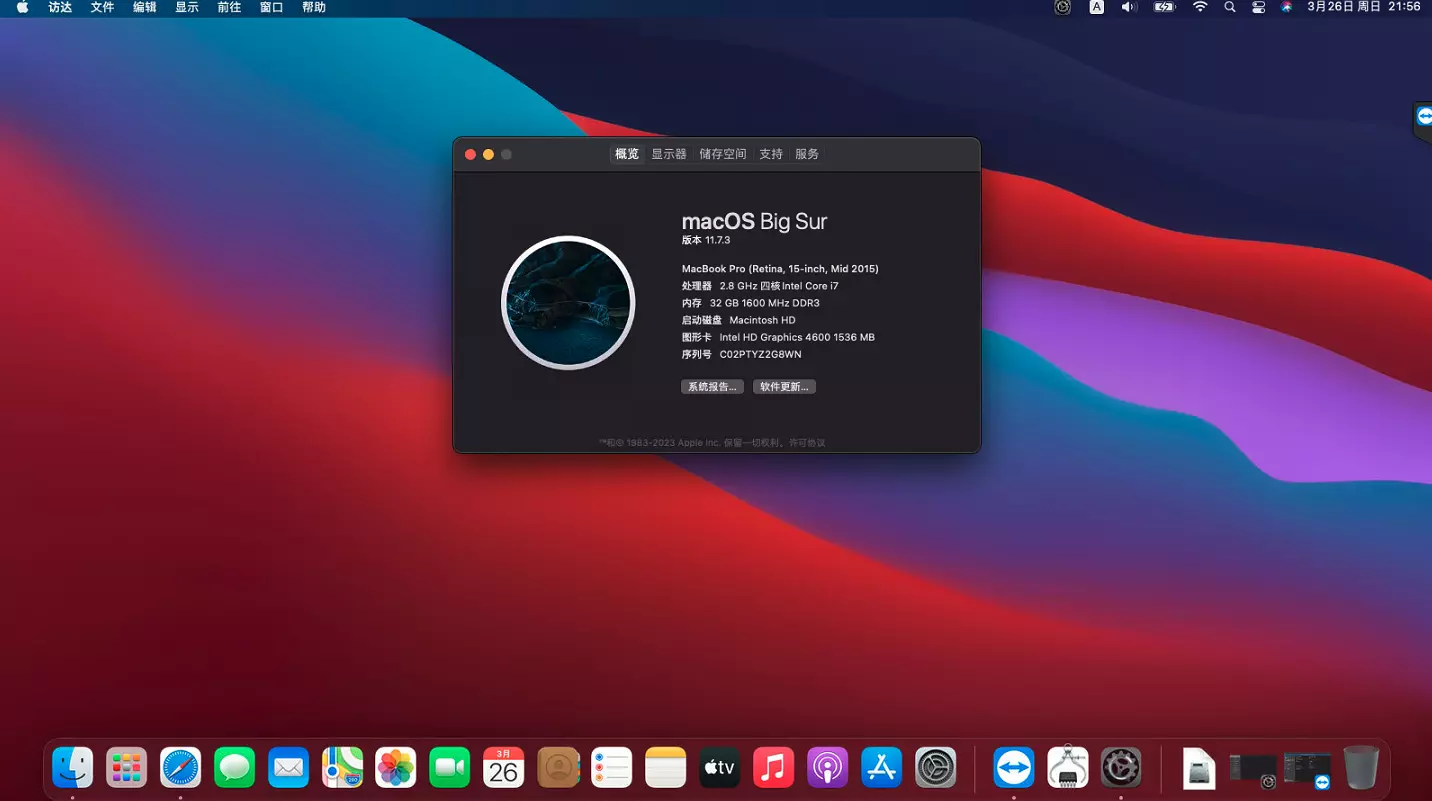 访达 文件 编辑 显示 前往 窗口 帮助 A 3月26日 周日 21:56
概览 显示器 储存空间 支持 服务
macOS Big Sur
版本 11.7.3
MacBook Pro (Retina, 15-inch, Mid 2015)
处理器 2.8 GHz 四核Intel Core i7
内存 32 GB 1600 MHz DDR3
启动磁盘 Macintosh HD
图形卡 Intel HD Graphics 4600 1536 MB
序列号 C02PTYZ2G8WN
系统报告... 软件更新...
™和© 1983-2023 Apple Inc. 保留一切权利。许可协议
3月
26
tv